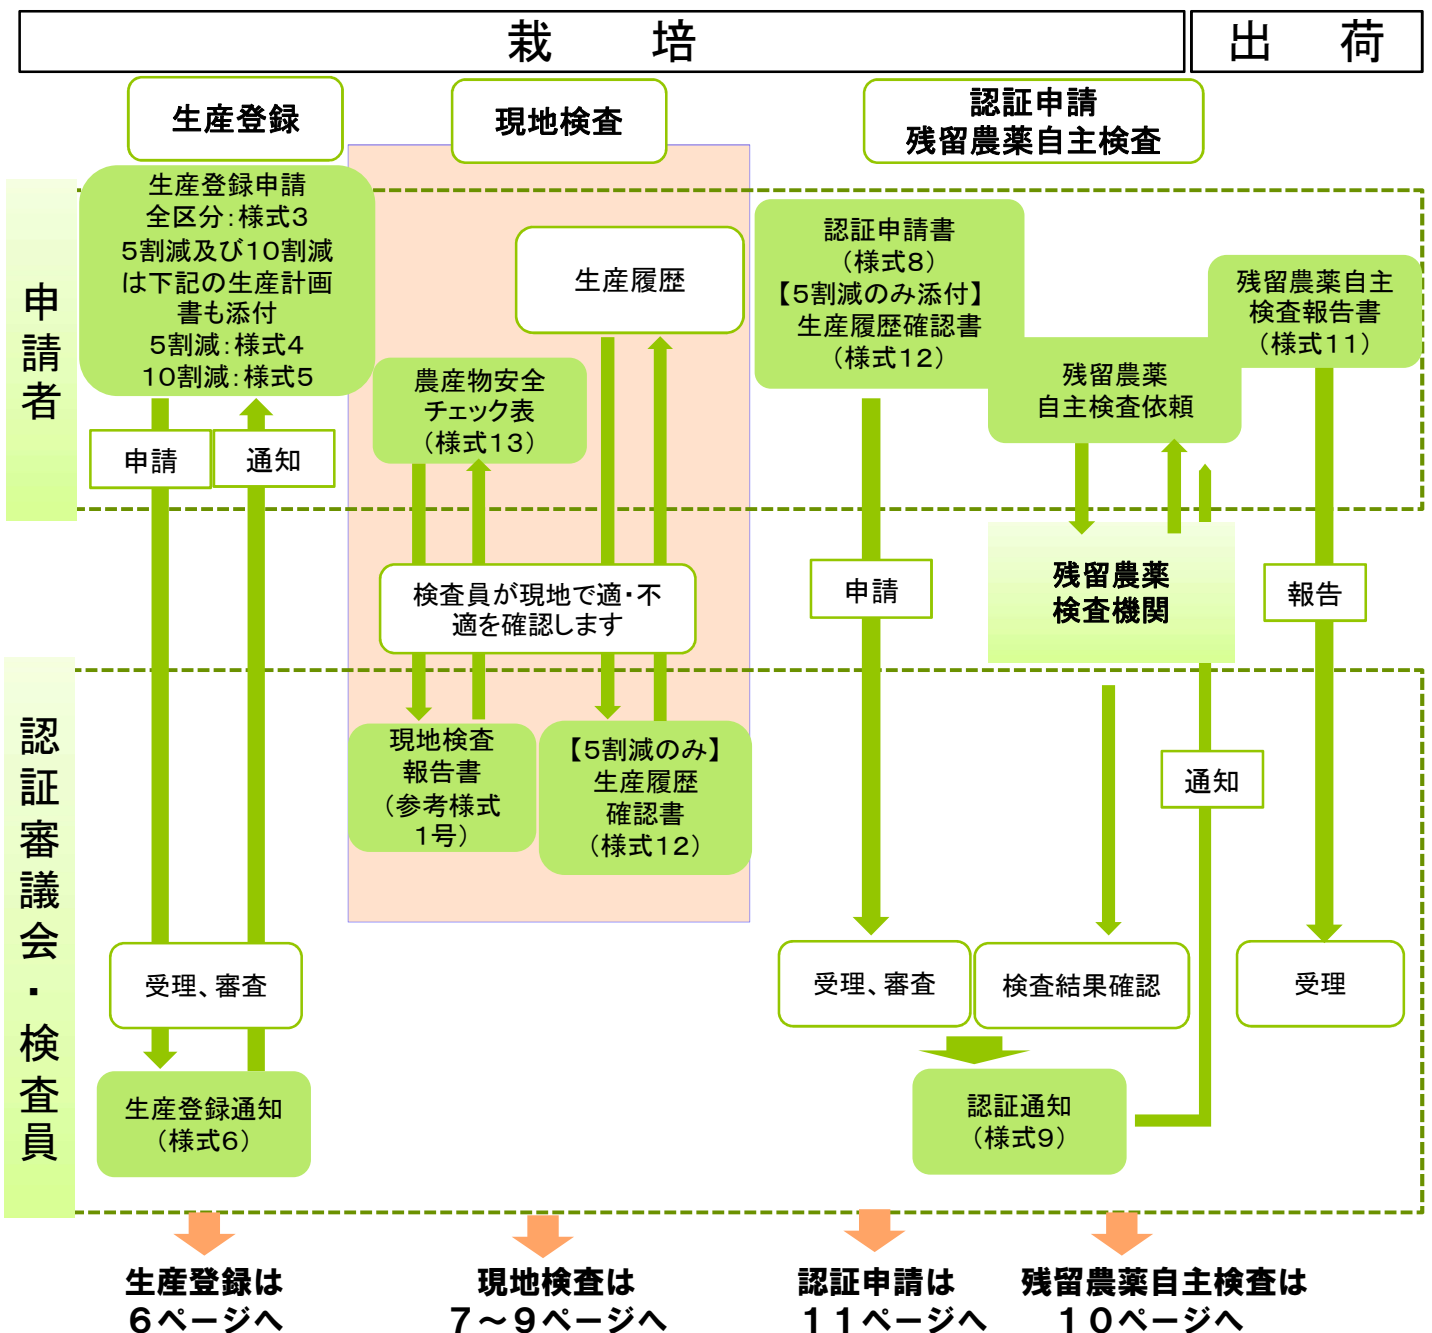 栽　培
出　荷
生産登録
現地検査
認証申請
残留農薬自主検査
申請者
生産登録申請
全区分：様式3
5割減及び10割減
は下記の生産計画
書も添付
5割減：様式4
10割減：様式5
申請
通知
生産履歴
農産物安全
チェック表
（様式13）
検査員が現地で適・不
適を確認します
認証申請書
（様式8）
【5割減のみ添付】
生産履歴確認書
（様式12）
残留農薬
自主検査依頼
残留農薬自主
検査報告書
（様式11）
申請
残留農薬
検査機関
報告
認証審議会・検査員
現地検査
報告書
（参考様式
1号）
【5割減のみ】
生産履歴
確認書
（様式12）
通知
受理、審査
受理、審査
検査結果確認
受理
生産登録通知
（様式6）
認証通知
（様式9）
生産登録は
６ページへ
現地検査は
７～９ページへ
認証申請は
１１ページへ
残留農薬自主検査は
１０ページへ